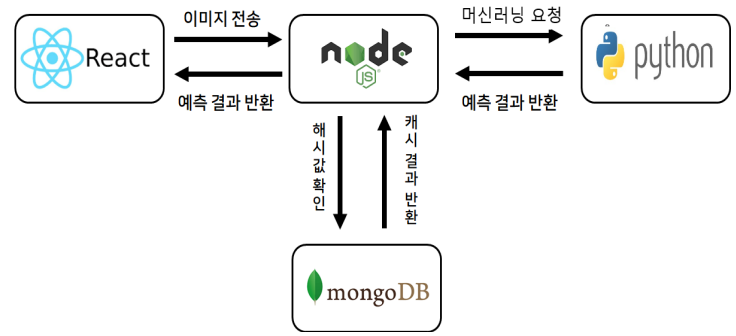 이미지 전송
머신러닝 요청
React
node
JS
python
예측 결과 반환
예측 결과 반환
해시값 확인
캐시 결과 반환
mongoDB